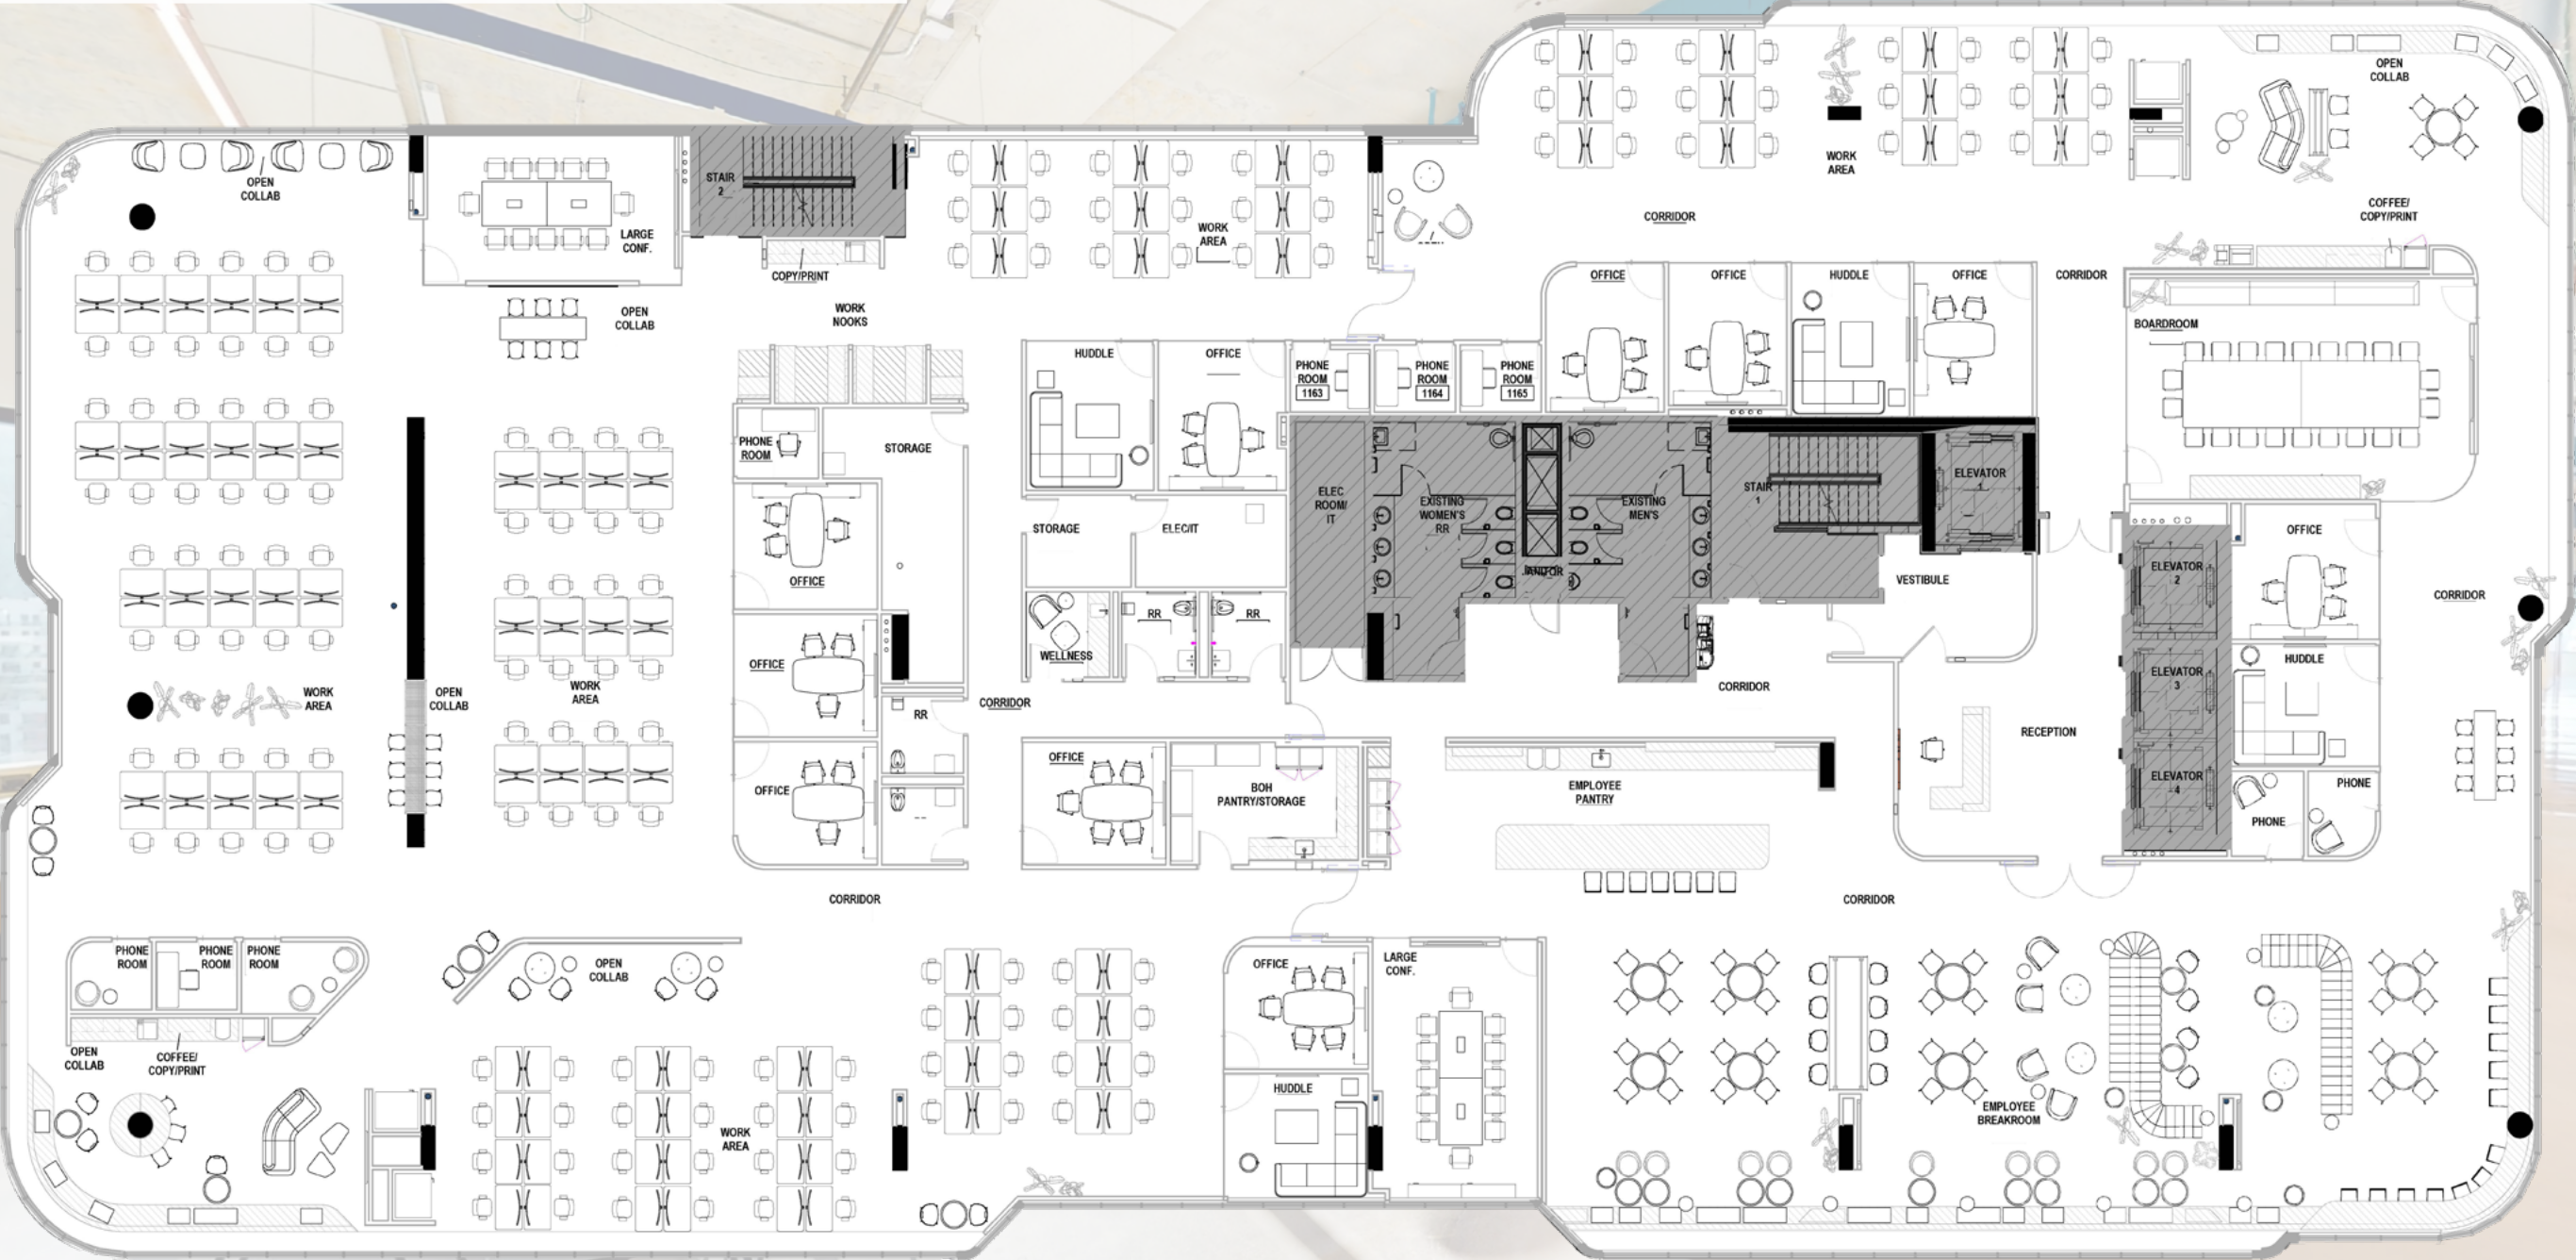 OPEN
COLLAB
OPEN
COLLAB
LARGE
CONF.
STAIR
2
COPY/PRINT
WORK
AREA
WORK
AREA
CORRIDOR
COFFEE/
COPY/PRINT
OPEN
COLLAB
WORK
NOOKS
OFFICE
OFFICE
HUDDLE
OFFICE
CORRIDOR
BOARDROOM
HUDDLE
OFFICE
PHONE
ROOM
1163
PHONE
ROOM
1164
PHONE
ROOM
1165
PHONE
ROOM
STORAGE
STORAGE
ELEC/IT
ELEC
ROOM/
IT
EXISTING
WOMEN'S
RR
EXISTING
MEN'S
JANITOR
STAIR
1
ELEVATOR
1
VESTIBULE
ELEVATOR
2
OFFICE
CORRIDOR
OFFICE
WELLNESS
RR
RR
OFFICE
WORK
AREA
OPEN
COLLAB
WORK
AREA
RR
CORRIDOR
CORRIDOR
RECEPTION
ELEVATOR
3
HUDDLE
OFFICE
OFFICE
BOH
PANTRY/STORAGE
EMPLOYEE
PANTRY
ELEVATOR
4
PHONE
PHONE
CORRIDOR
CORRIDOR
PHONE
ROOM
PHONE
ROOM
PHONE
ROOM
OPEN
COLLAB
OFFICE
LARGE
CONF.
OPEN
COLLAB
COFFEE/
COPY/PRINT
WORK
AREA
HUDDLE
EMPLOYEE
BREAKROOM